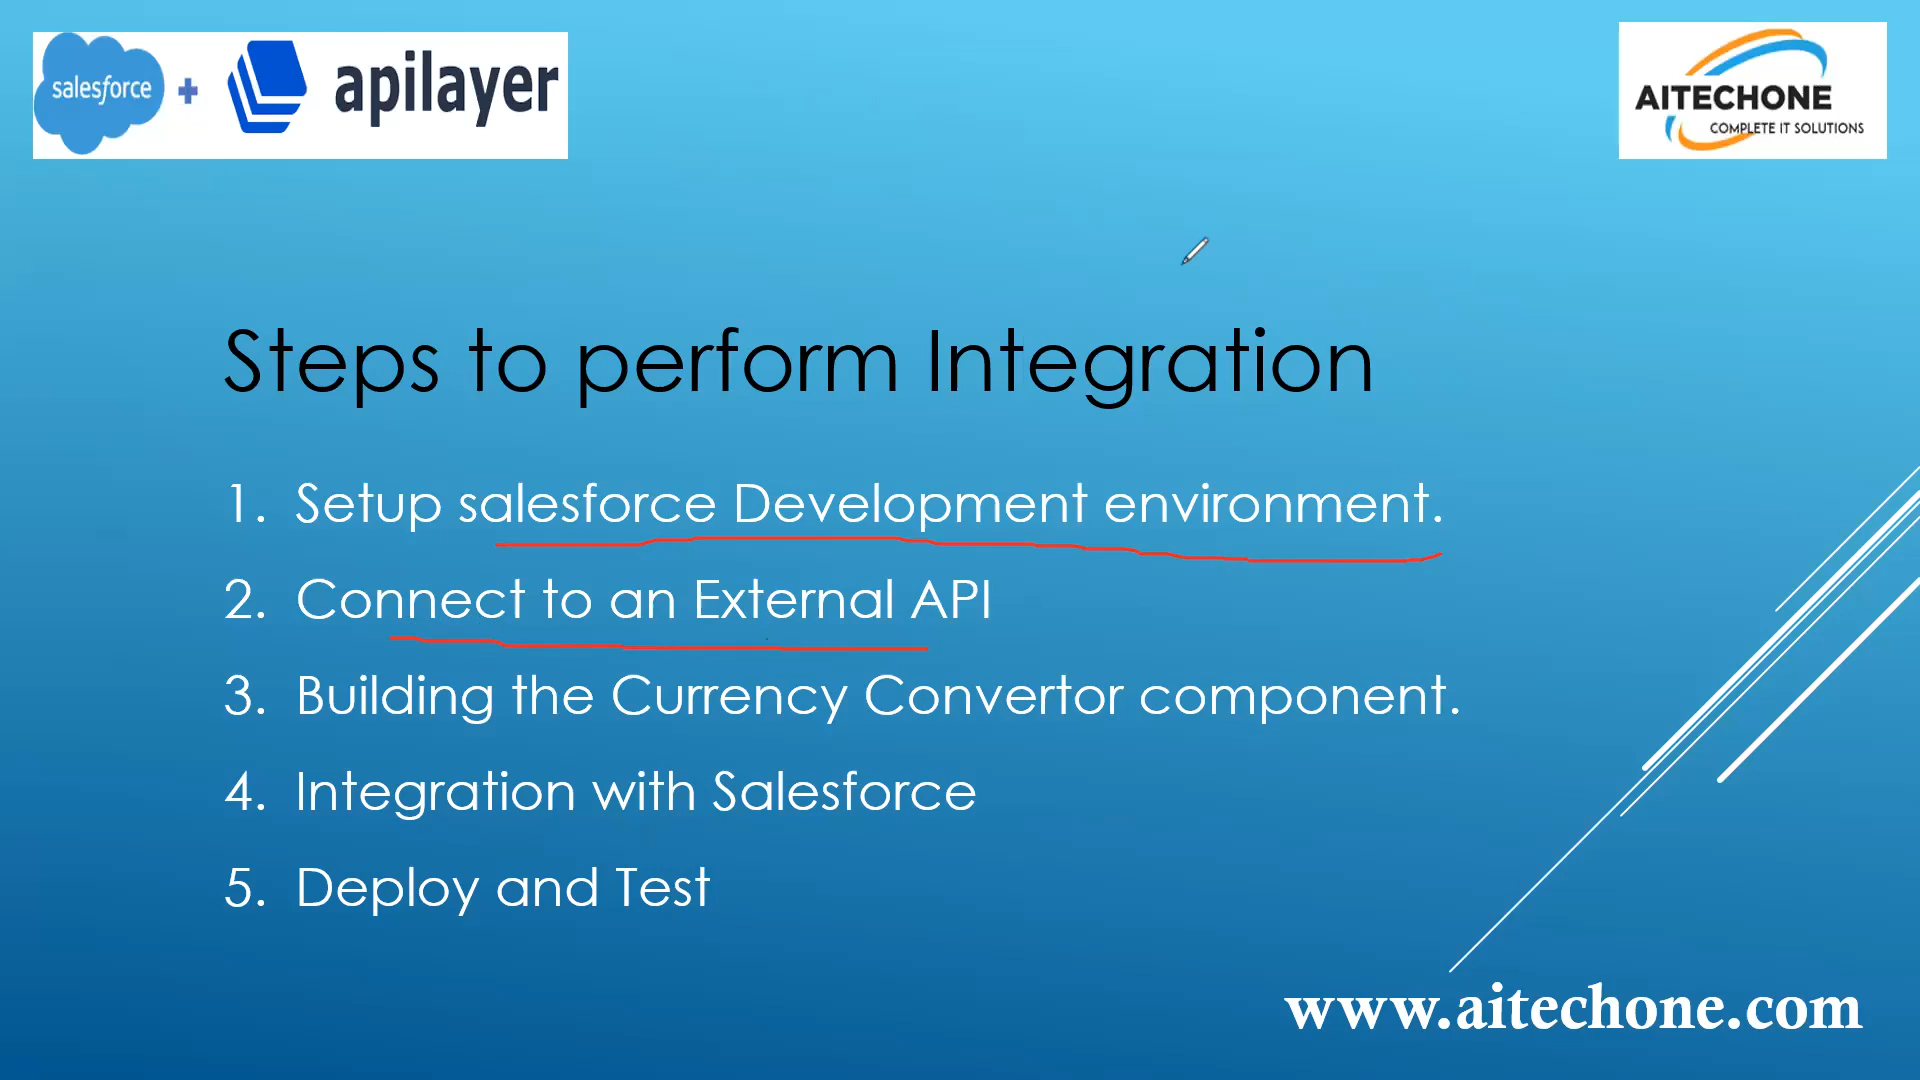 salesforce + apilayer
AITECHONE
COMPLETE IT SOLUTIONS
Steps to perform Integration
1. Setup salesforce Development environment.
2. Connect to an External API
3. Building the Currency Convertor component.
4. Integration with Salesforce
5. Deploy and Test
www.aitechone.com